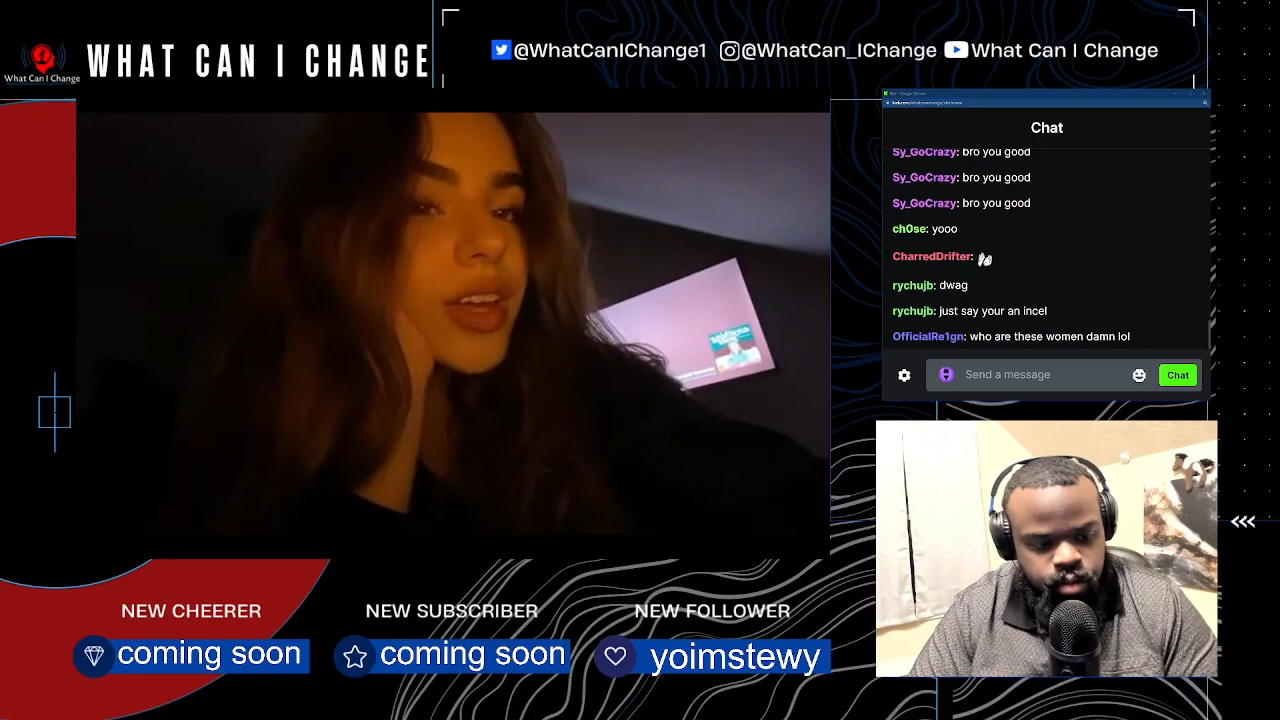 What Can I Change
WHAT CAN I CHANGE
@WhatCanIChange1
@WhatCan_IChange
What Can I Change
Chat
Sy_GoCrazy: bro you good
Sy_GoCrazy: bro you good
Sy_GoCrazy: bro you good
ch0se: yooo
CharredDrifter:
rychujb: dwag
rychujb: just say your an incel
OfficialRe1gn: who are these women damn lol
Send a message
Chat
NEW CHEERER
NEW SUBSCRIBER
NEW FOLLOWER
coming soon
coming soon
yoimstewy